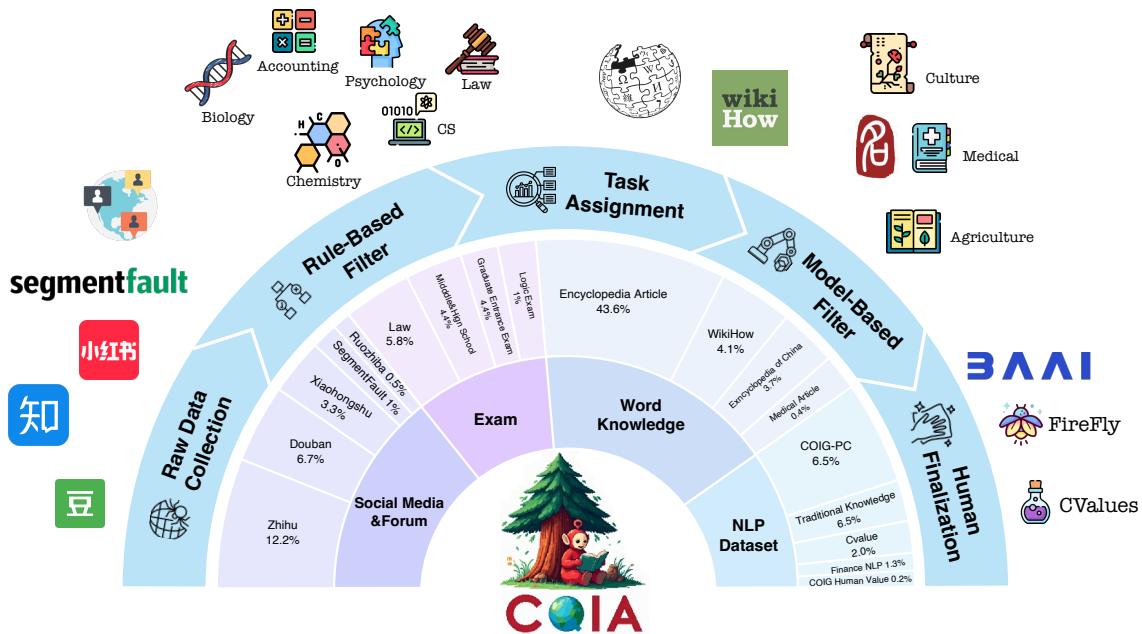 Biology
Accounting
Psychology
Law
01010
CS
H
C
O
Chemistry
wiki
How
Culture
Medical
Agriculture
segmentfault
小红书
知
豆
BAAI
FireFly
CValues
Raw Data
Collection
Rule-Based
Filter
Task
Assignment
Model-Based
Filter
Human
Finalization
Zhihu
12.2%
Douban
6.7%
Xiaohongshu
3.3%
SegmentFault 1%
Ruozhiba 0.5%
Law
5.8%
Midddle&Hign School
4.4%
Graduate Entrance Exam
4.4%
Logic Exam
1%
Encyclopedia Article
43.6%
WikiHow
4.1%
Exncyclopedia of China
3.7%
Medical Article
0.4%
COIG-PC
6.5%
Traditional Knowledge
6.5%
Cvalue
2.0%
Finance NLP 1.3%
COIG Human Value 0.2%
Social Media
&Forum
Exam
Word
Knowledge
NLP
Dataset
CQIA